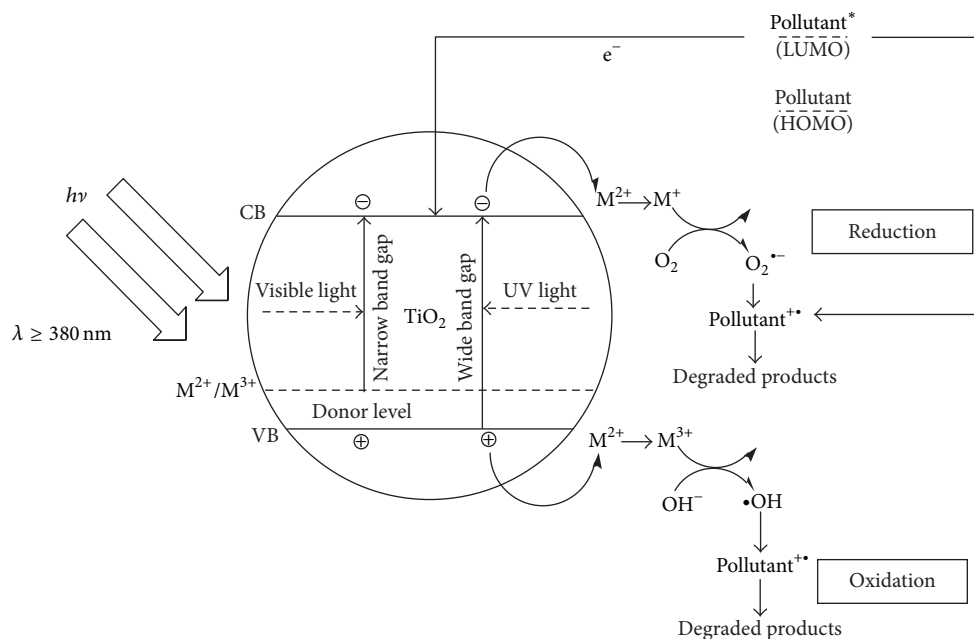 Pollutant*
(LUMO)
e⁻
Pollutant
(HOMO)
hν
CB
⊖
⊖
M²⁺ → M⁺
Reduction
O₂
O₂•⁻
Visible light
Narrow band gap
TiO₂
Wide band gap
UV light
λ ≥ 380 nm
Pollutant⁺•
Degraded products
M²⁺/M³⁺
Donor level
VB
⊕
⊕
M²⁺ → M³⁺
OH⁻
•OH
Pollutant⁺•
Oxidation
Degraded products